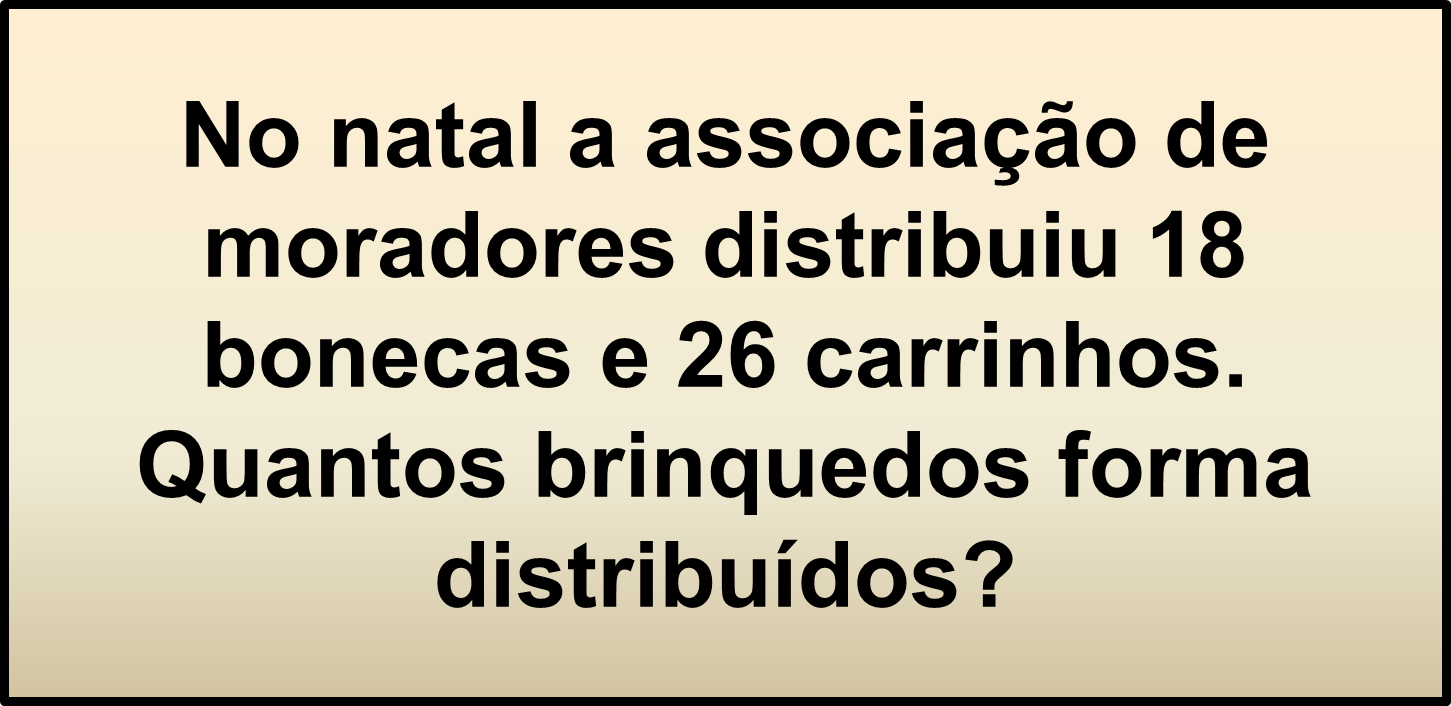 No natal a associação de
moradores distribuiu 18
bonecas e 26 carrinhos.
Quantos brinquedos forma
distribuídos?